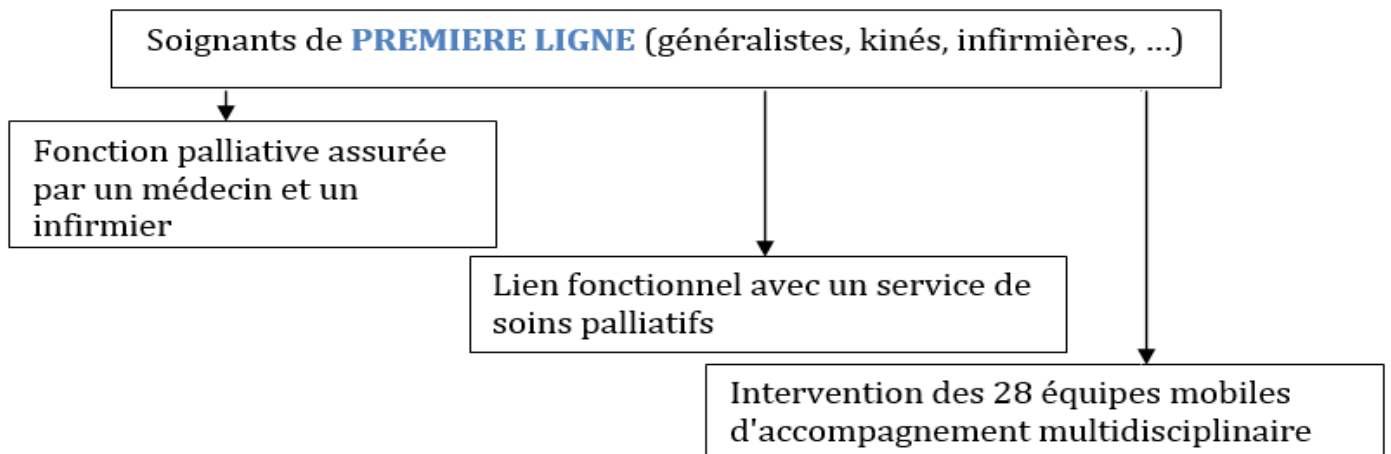 Soignants de PREMIERE LIGNE (généralistes, kinés, infirmières, ...)
Fonction palliative assurée
par un médecin et un
infirmier
Lien fonctionnel avec un service de
soins palliatifs
Intervention des 28 équipes mobiles
d'accompagnement multidisciplinaire